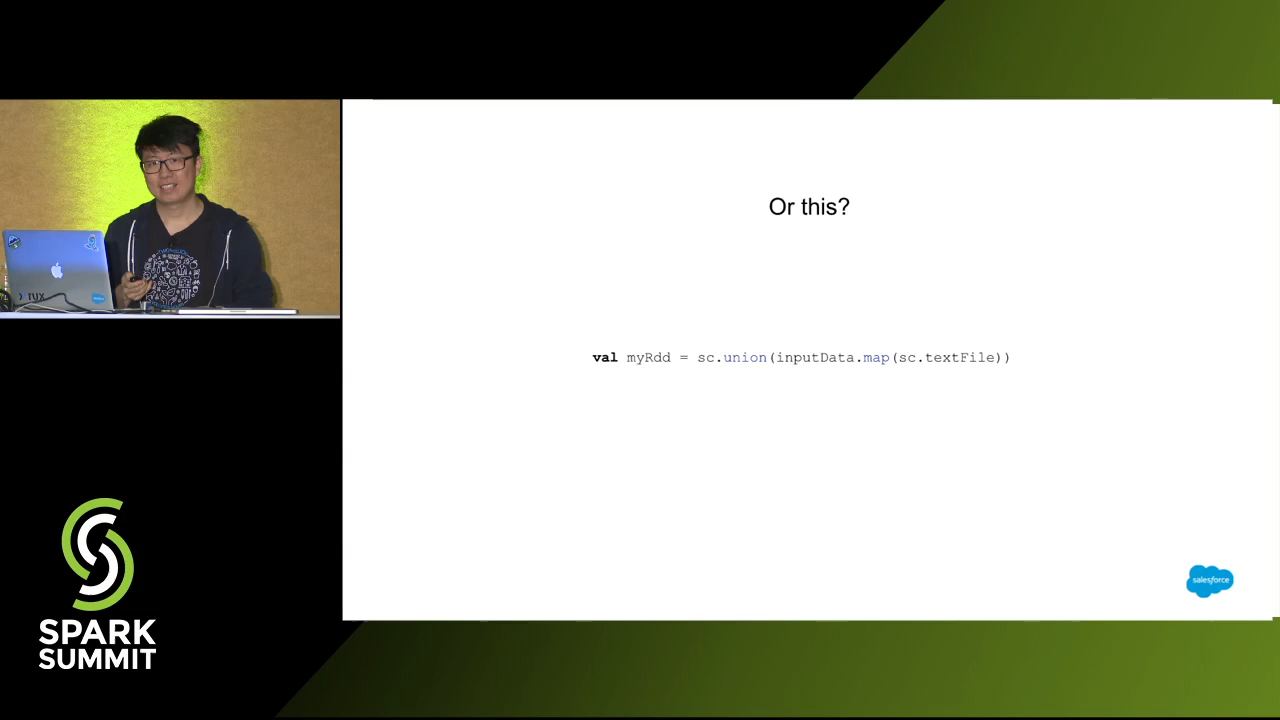 Or this?
val myRdd = sc.union(inputData.map(sc.textFile))
salesforce
SPARK
SUMMIT